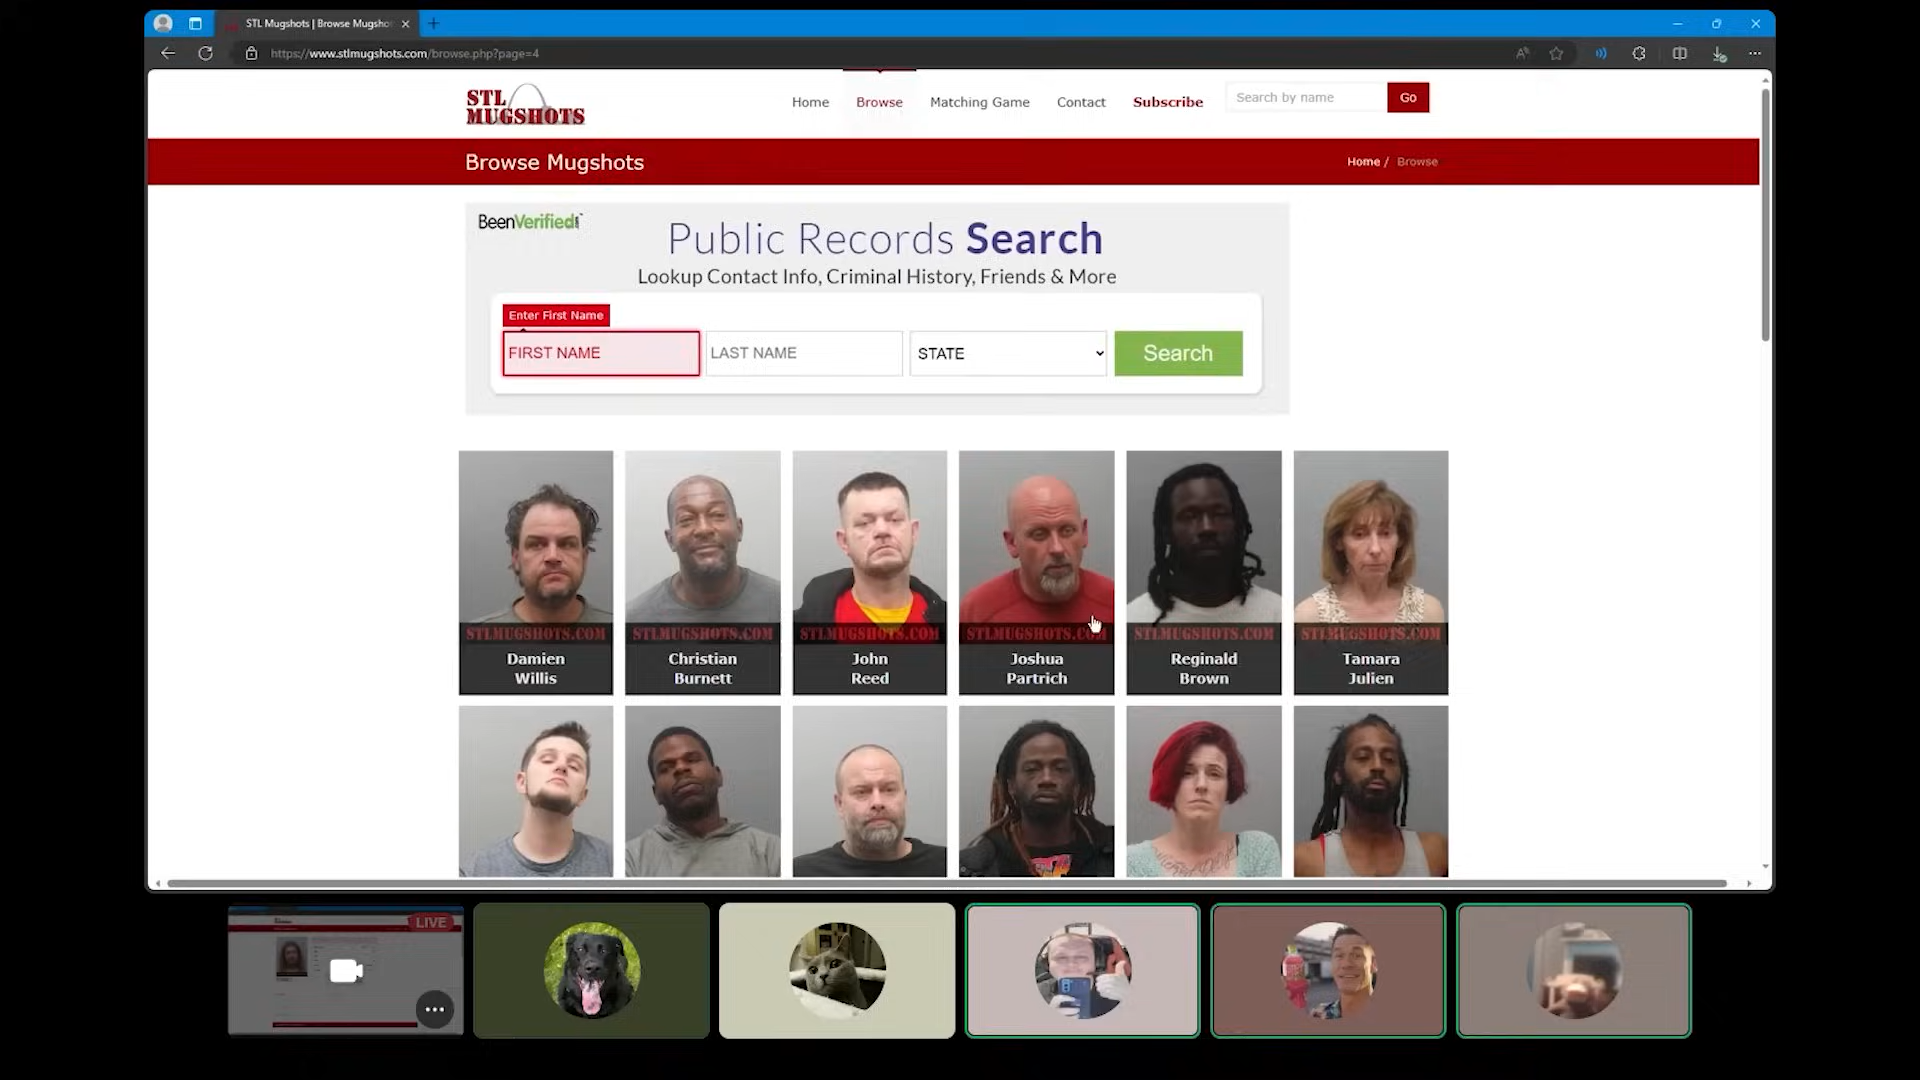 STL Mugshots | Browse Mugsho
https://www.stlmugshots.com/browse.php?page=4
STL
MUGSHOTS
Home
Browse
Matching Game
Contact
Subscribe
Search by name
Go
Browse Mugshots
Home / Browse
BeenVerified
Public Records Search
Lookup Contact Info, Criminal History, Friends & More
Enter First Name
FIRST NAME
LAST NAME
STATE
Search
STLMUGSHOTS.COM
STLMUGSHOTS.COM
STLMUGSHOTS.COM
STLMUGSHOTS.COM
STLMUGSHOTS.COM
STLMUGSHOTS.COM
Damien
Willis
Christian
Burnett
John
Reed
Joshua
Partrich
Reginald
Brown
Tamara
Julien
LIVE